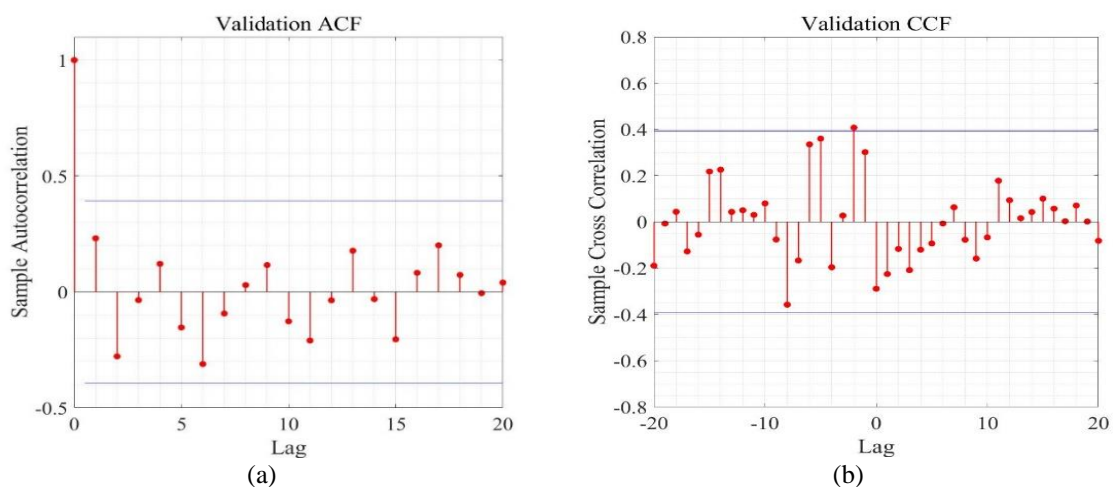 Validation ACF
Sample Autocorrelation
1
0.5
0
-0.5
0
5
10
15
20
Lag
(a)
Validation CCF
Sample Cross Correlation
0.8
0.6
0.4
0.2
0
-0.2
-0.4
-0.6
-0.8
-20
-10
0
10
20
Lag
(b)